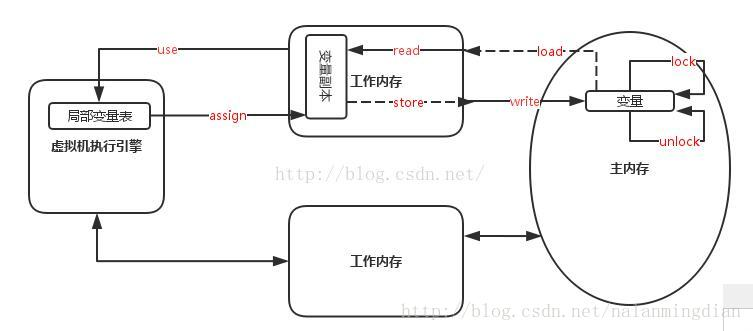 use
read
load
lock
变量副本
工作内存
局部变量表
assign
store
write
变量
unlock
虚拟机执行引擎
主内存
http://blog.csdn.net/
工作内存
http://blog.csdn.net/nalanmingdian